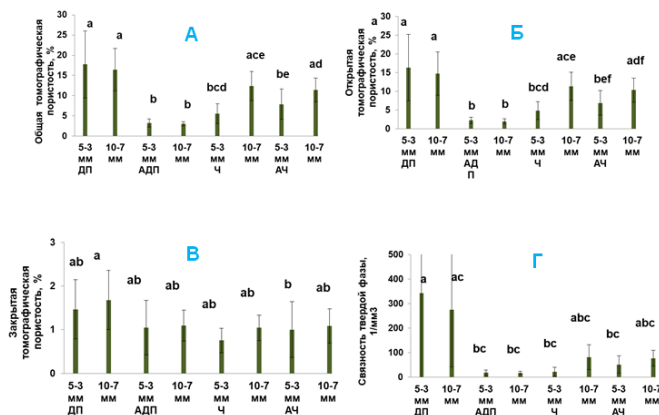 А
Общая томографическая пористость, %
30
25
20
15
10
5
0
a a b b bcd ace be ad
5-3 10-7 5-3 10-7 5-3 10-7 5-3 10-7
мм мм мм мм мм мм мм мм
ДП АДП Ч АЧ
Б
Открытая томографическая пористость, %
30
25
20
15
10
5
0
a a a b b bcd ace bef adf
5-3 10-7 5-3 10-7 5-3 10-7 5-3 10-7
мм мм мм мм мм мм мм мм
ДП АД Ч АЧ
П
В
Закрытая томографическая пористость, %
3
2
1
0
ab a ab ab ab ab b ab
5-3 10-7 5-3 10-7 5-3 10-7 5-3 10-7
мм мм мм мм мм мм мм мм
ДП АДП Ч АЧ
Г
Связность твердой фазы, 1/мм3
500
400
300
200
100
0
a ac bc bc bc abc bc abc
5-3 10-7 5-3 10-7 5-3 10-7 5-3 10-7
мм мм мм мм мм мм мм мм
ДП АДП Ч АЧ